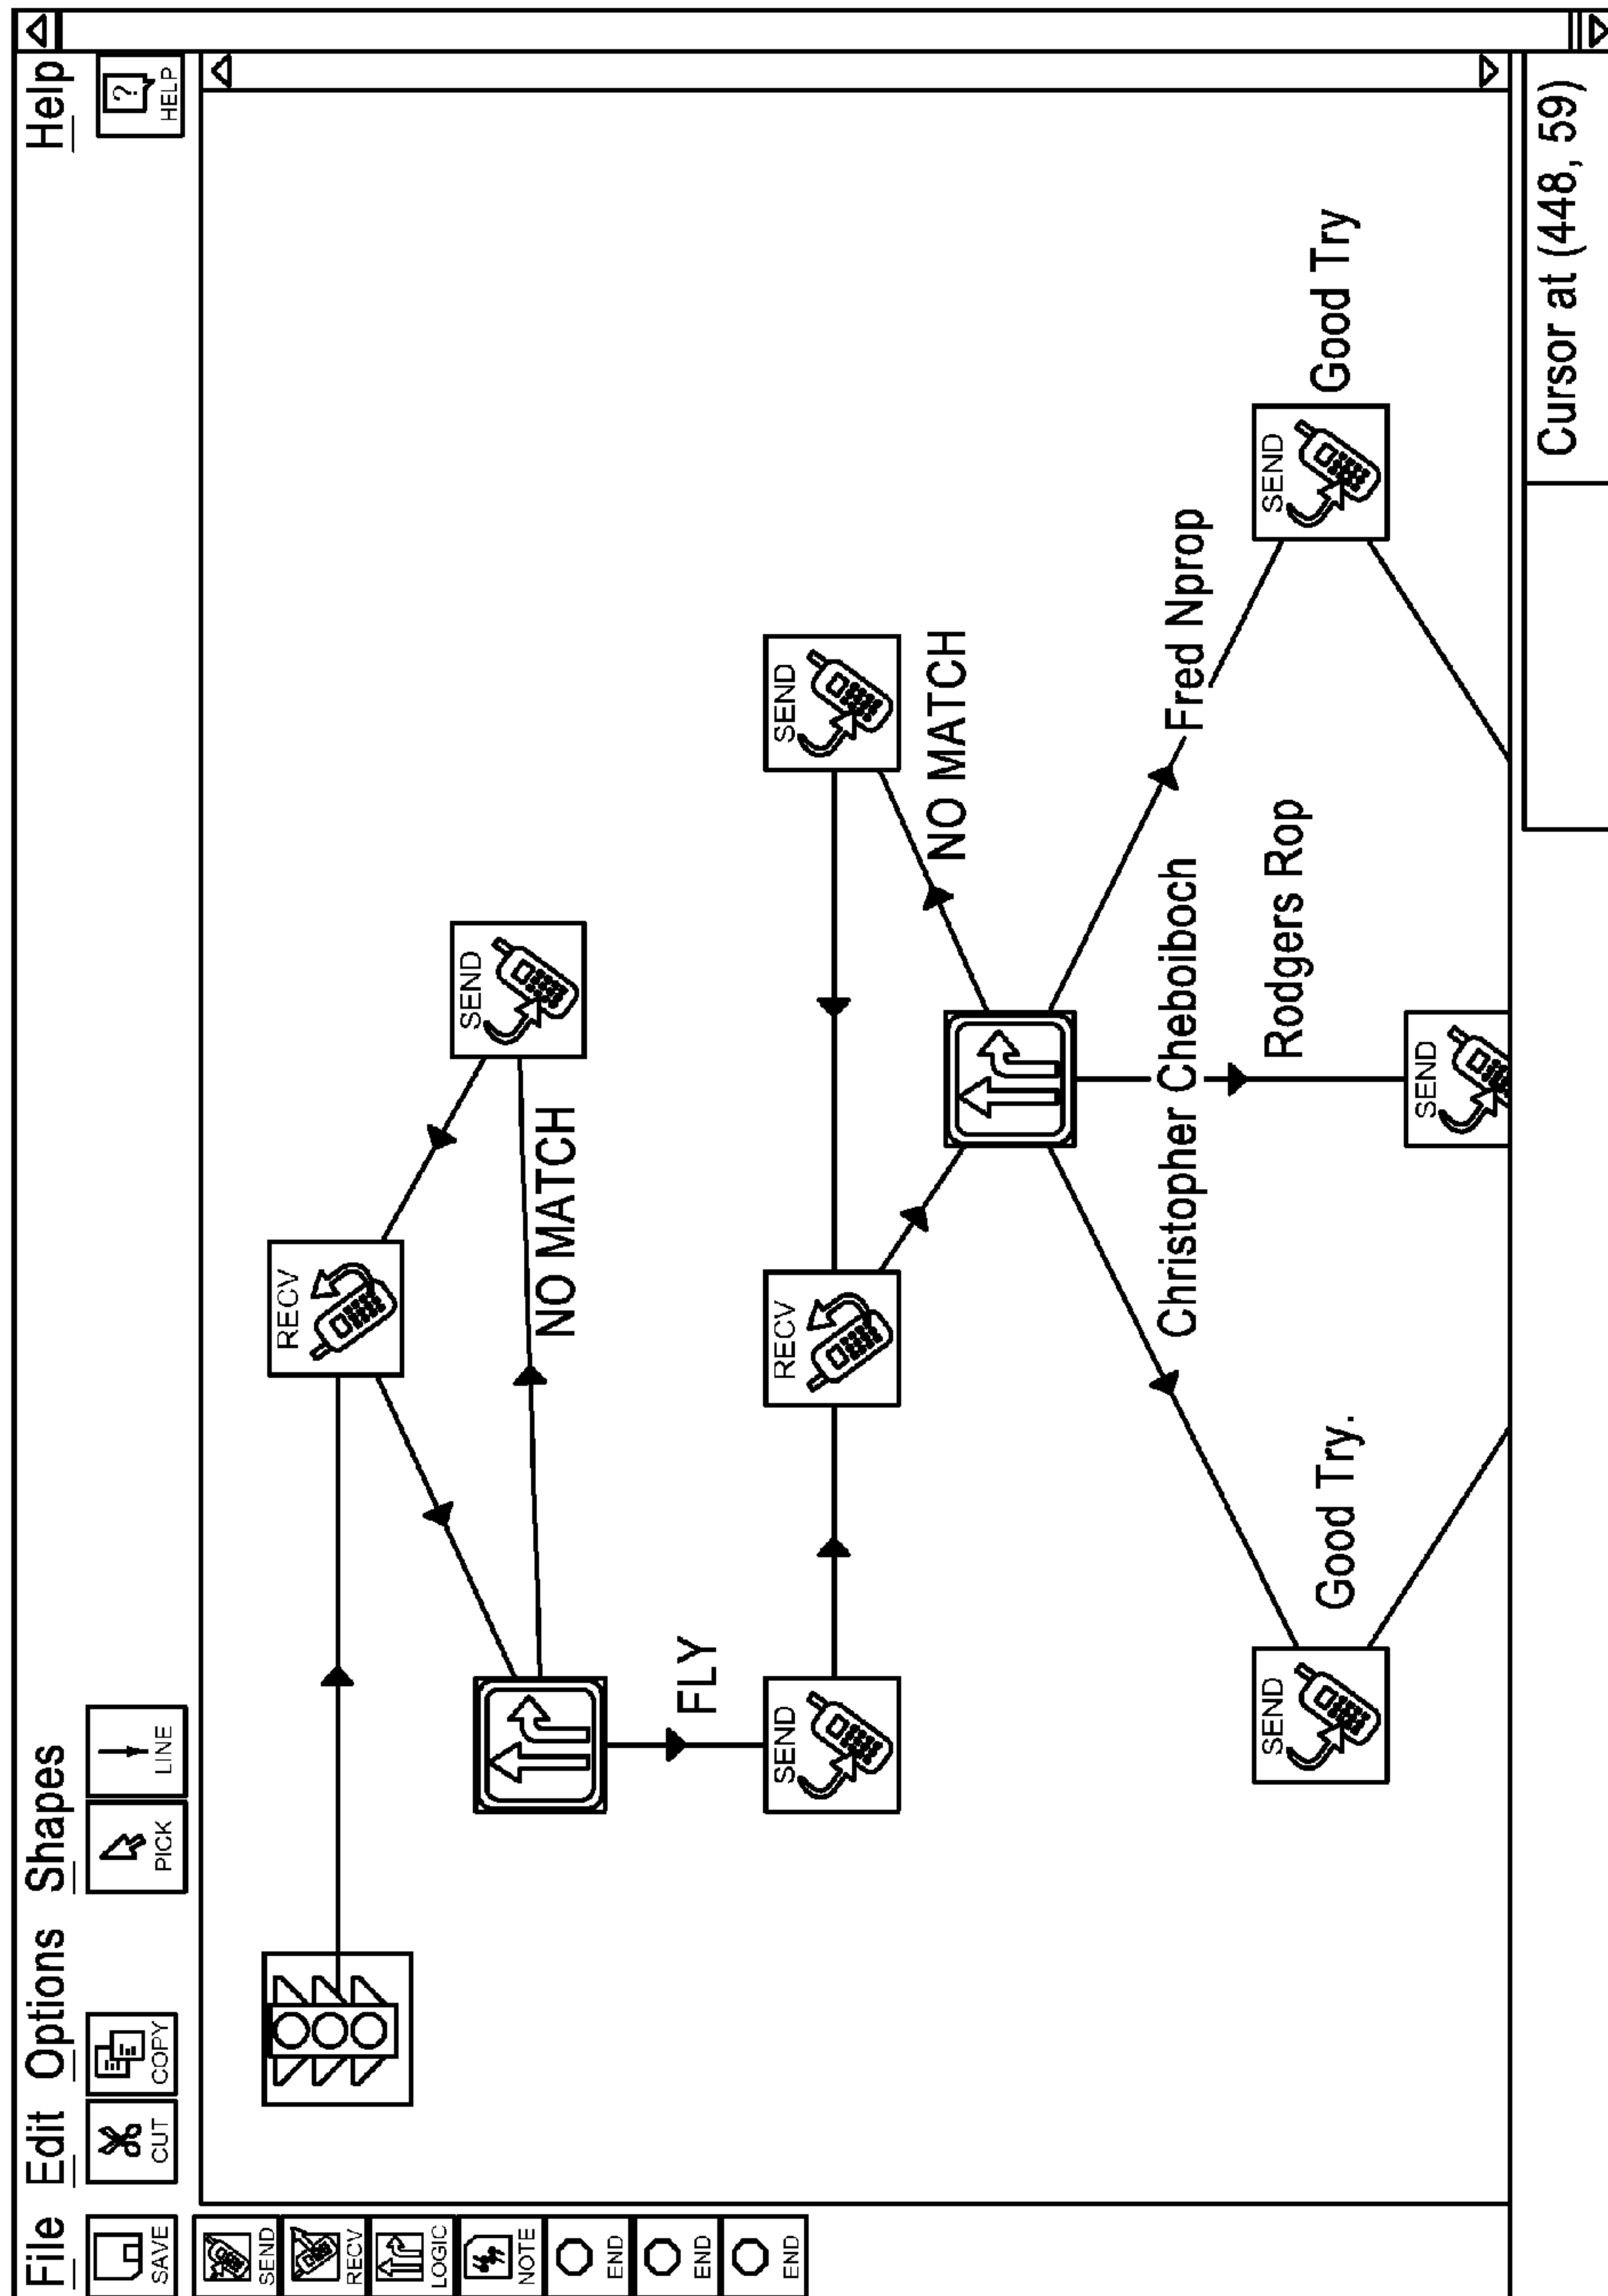 File Edit Options Shapes Help
SAVE CUT COPY PICK LINE ? HELP
SEND
RECV
LOGIC
NOTE
END
END
END
RECV
SEND
NO MATCH
FLY
SEND
RECV
SEND
NO MATCH
Christopher Cheboiboch
Fred Nprop
Rodgers Rop
SEND
Good Try.
SEND
SEND
Good Try
Cursor at (448, 59)